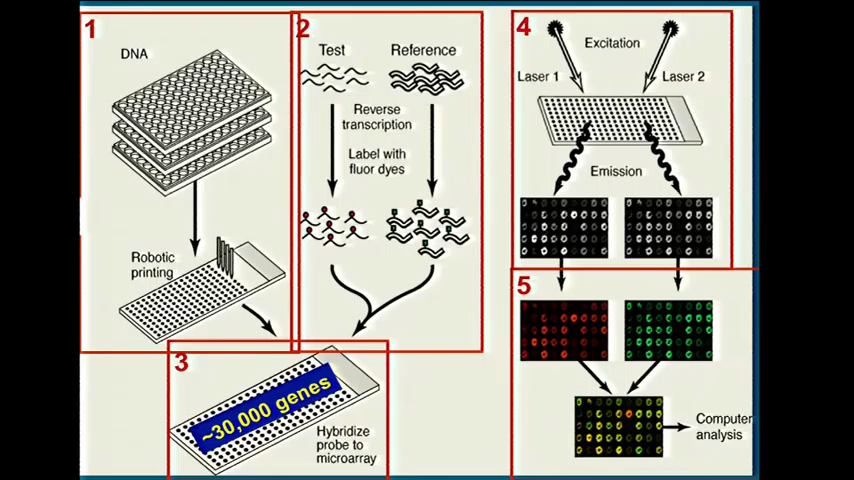 1
DNA
Robotic
printing
2
Test
Reference
Reverse
transcription
Label with
fluor dyes
3
~30,000 genes
Hybridize
probe to
microarray
4
Excitation
Laser 1
Laser 2
Emission
5
Computer
analysis